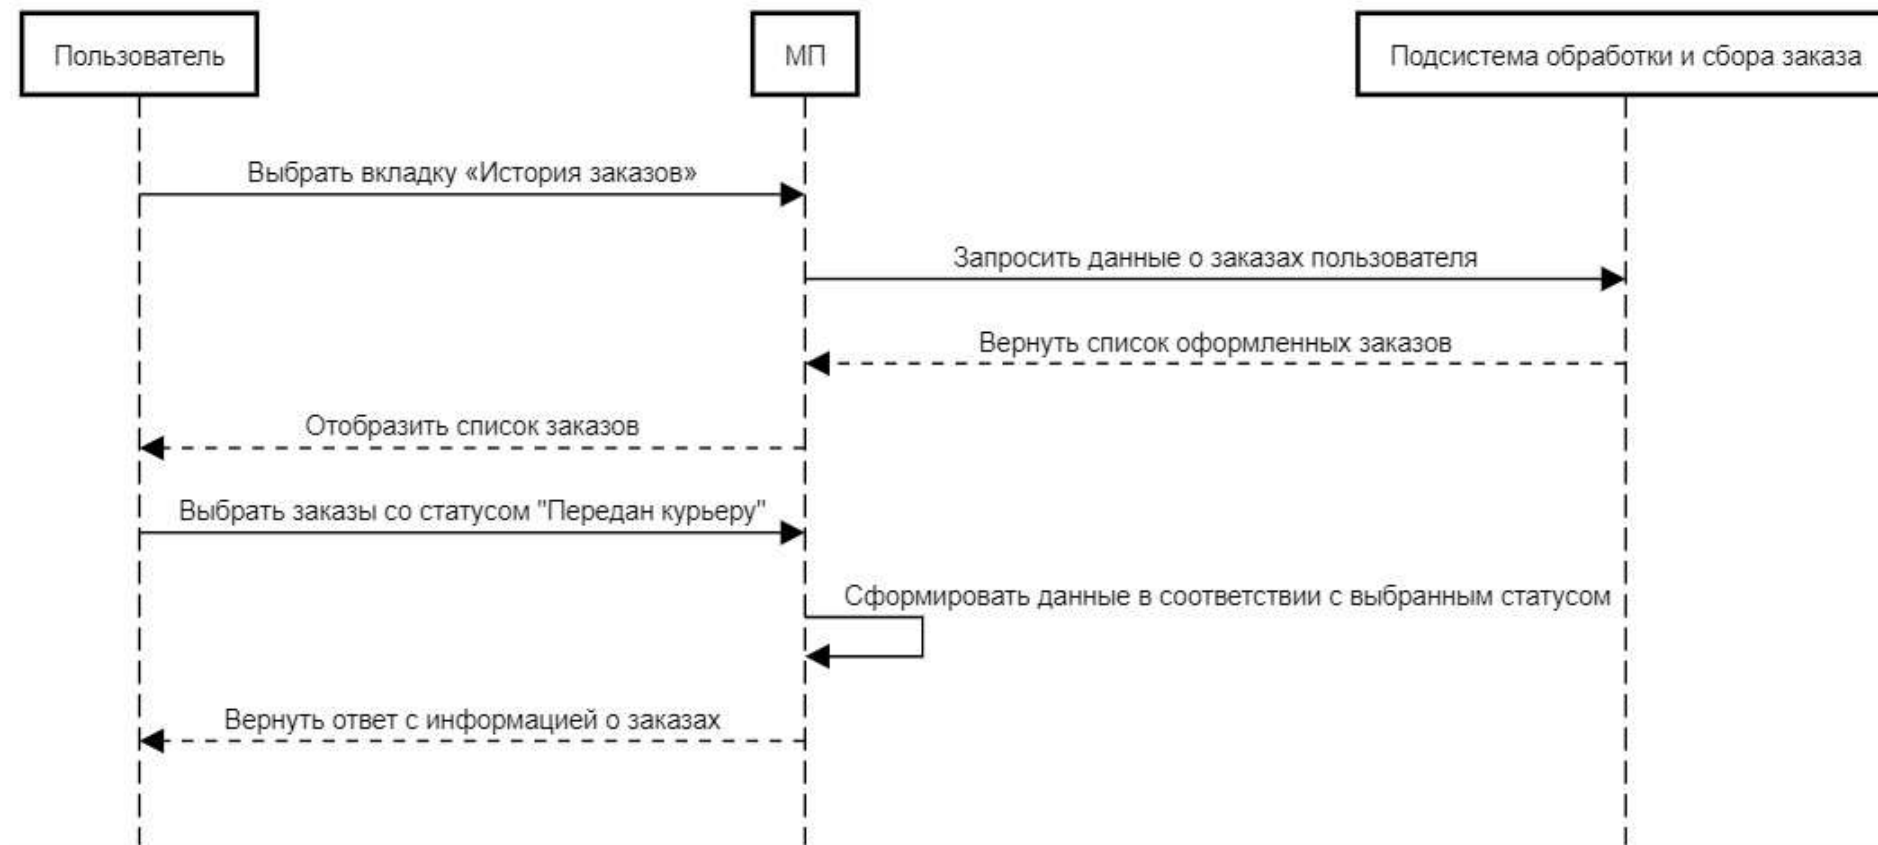 Пользователь
МП
Подсистема обработки и сбора заказа
Выбрать вкладку «История заказов»
Запросить данные о заказах пользователя
Вернуть список оформленных заказов
Отобразить список заказов
Выбрать заказы со статусом "Передан курьеру"
Сформировать данные в соответствии с выбранным статусом
Вернуть ответ с информацией о заказах